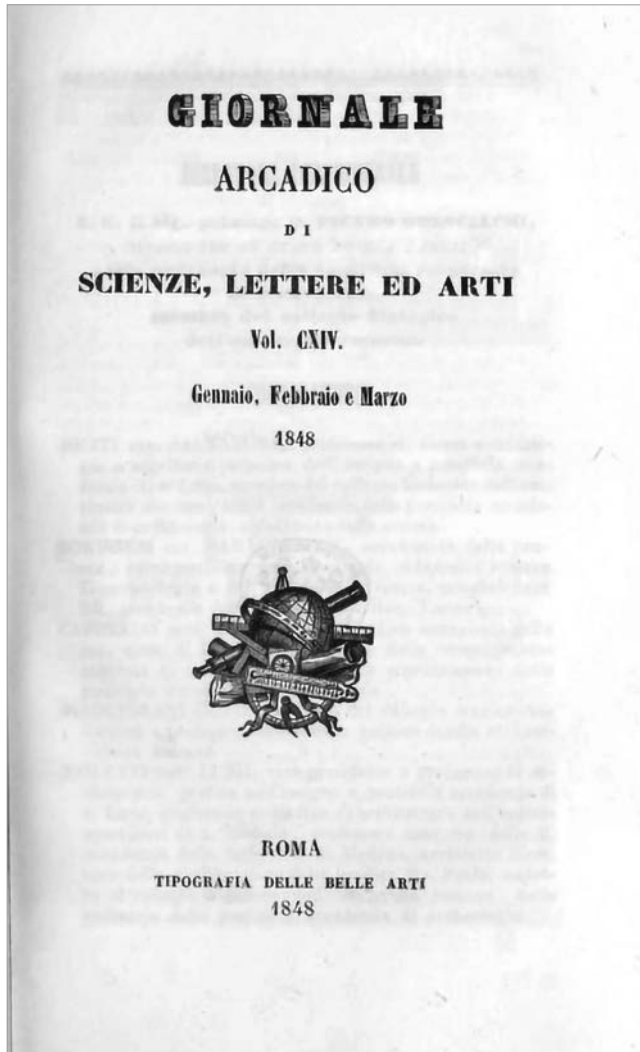 GIORNALE
ARCADICO
DI
SCIENZE, LETTERE ED ARTI
Vol. CXIV.
Gennaio, Febbraio e Marzo
1848
ROMA
TIPOGRAFIA DELLE BELLE ARTI
1848